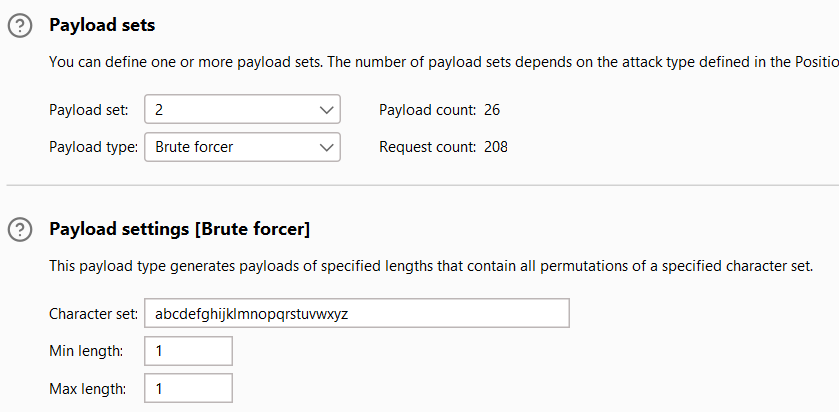 Payload sets
You can define one or more payload sets. The number of payload sets depends on the attack type defined in the Positio
Payload set: 2 Payload count: 26
Payload type: Brute forcer Request count: 208
Payload settings [Brute forcer]
This payload type generates payloads of specified lengths that contain all permutations of a specified character set.
Character set: abcdefghijklmnopqrstuvwxyz
Min length: 1
Max length: 1